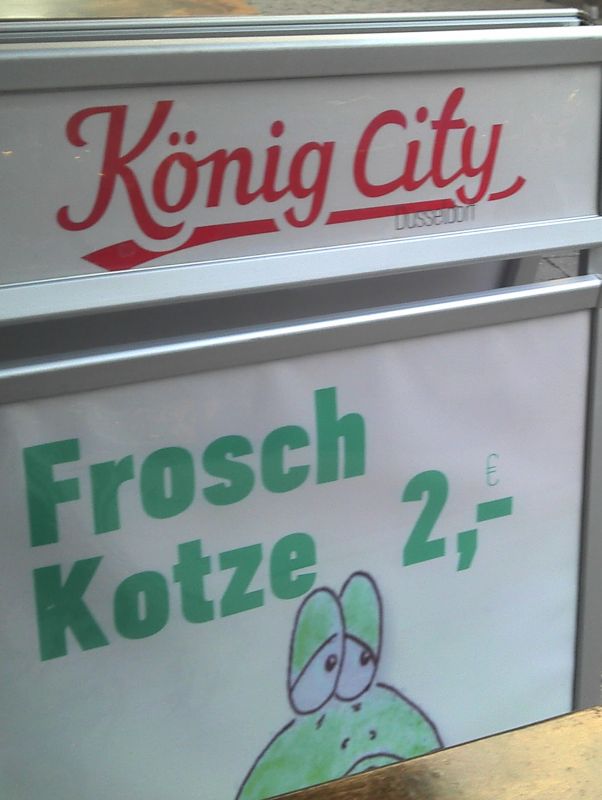 König City
Düsseldorf
Frosch
Kotze 2,-
€